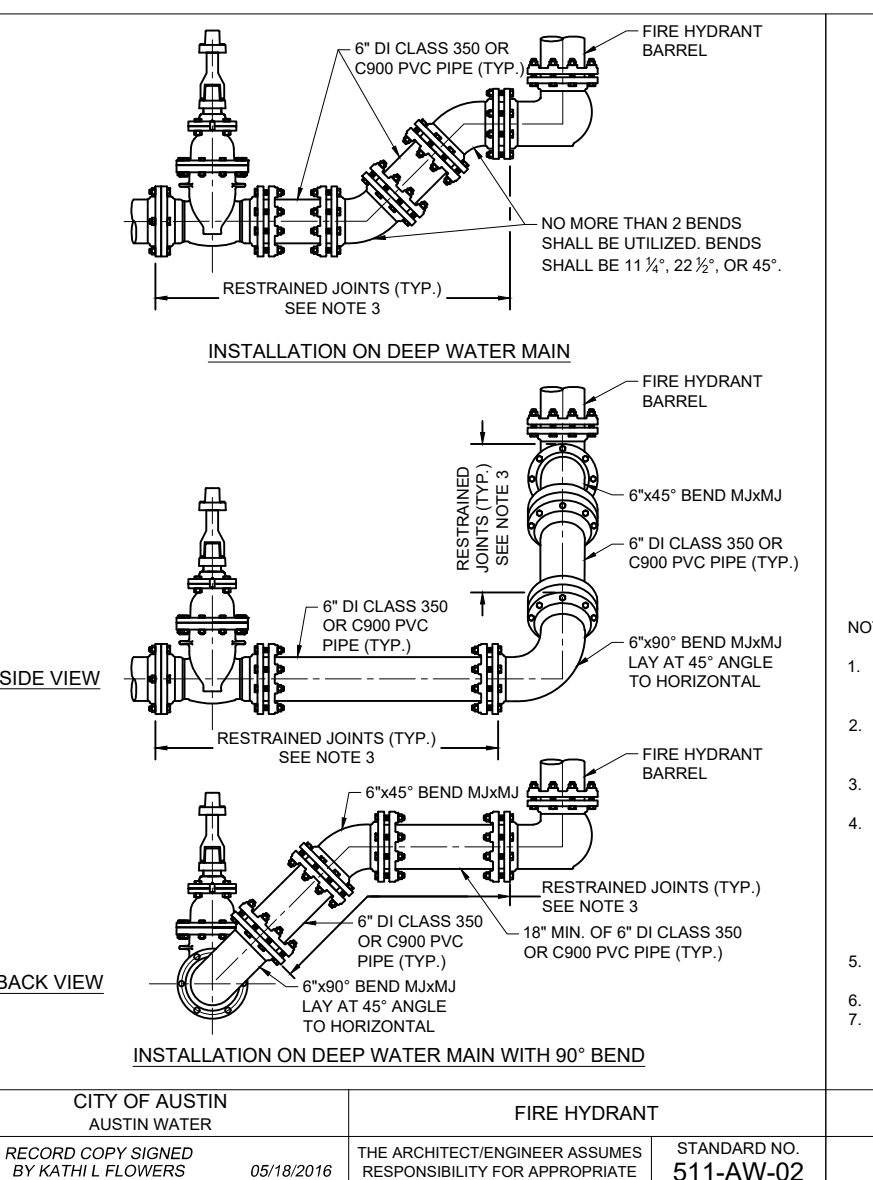 FIRE HYDRANT
BARREL
6" DI CLASS 350 OR
C900 PVC PIPE (TYP.)
NO MORE THAN 2 BENDS
SHALL BE UTILIZED. BENDS
SHALL BE 11 ¼°, 22 ½°, OR 45°.
RESTRAINED JOINTS (TYP.)
SEE NOTE 3
INSTALLATION ON DEEP WATER MAIN
FIRE HYDRANT
BARREL
RESTRAINED
JOINTS (TYP.)
SEE NOTE 3
6"x45° BEND MJxMJ
6" DI CLASS 350 OR
C900 PVC PIPE (TYP.)
6" DI CLASS 350
OR C900 PVC
PIPE (TYP.)
6"x90° BEND MJxMJ
LAY AT 45° ANGLE
TO HORIZONTAL
SIDE VIEW
RESTRAINED JOINTS (TYP.)
SEE NOTE 3
FIRE HYDRANT
BARREL
6"x45° BEND MJxMJ
RESTRAINED JOINTS (TYP.)
SEE NOTE 3
6" DI CLASS 350
OR C900 PVC
PIPE (TYP.)
18" MIN. OF 6" DI CLASS 350
OR C900 PVC PIPE (TYP.)
BACK VIEW
6"x90° BEND MJxMJ
LAY AT 45° ANGLE
TO HORIZONTAL
INSTALLATION ON DEEP WATER MAIN WITH 90° BEND
1.
2.
3.
4.
5.
6.
7.
CITY OF AUSTIN
AUSTIN WATER
FIRE HYDRANT
RECORD COPY SIGNED
BY KATHI L FLOWERS 05/18/2016
THE ARCHITECT/ENGINEER ASSUMES
RESPONSIBILITY FOR APPROPRIATE
STANDARD NO.
511-AW-02